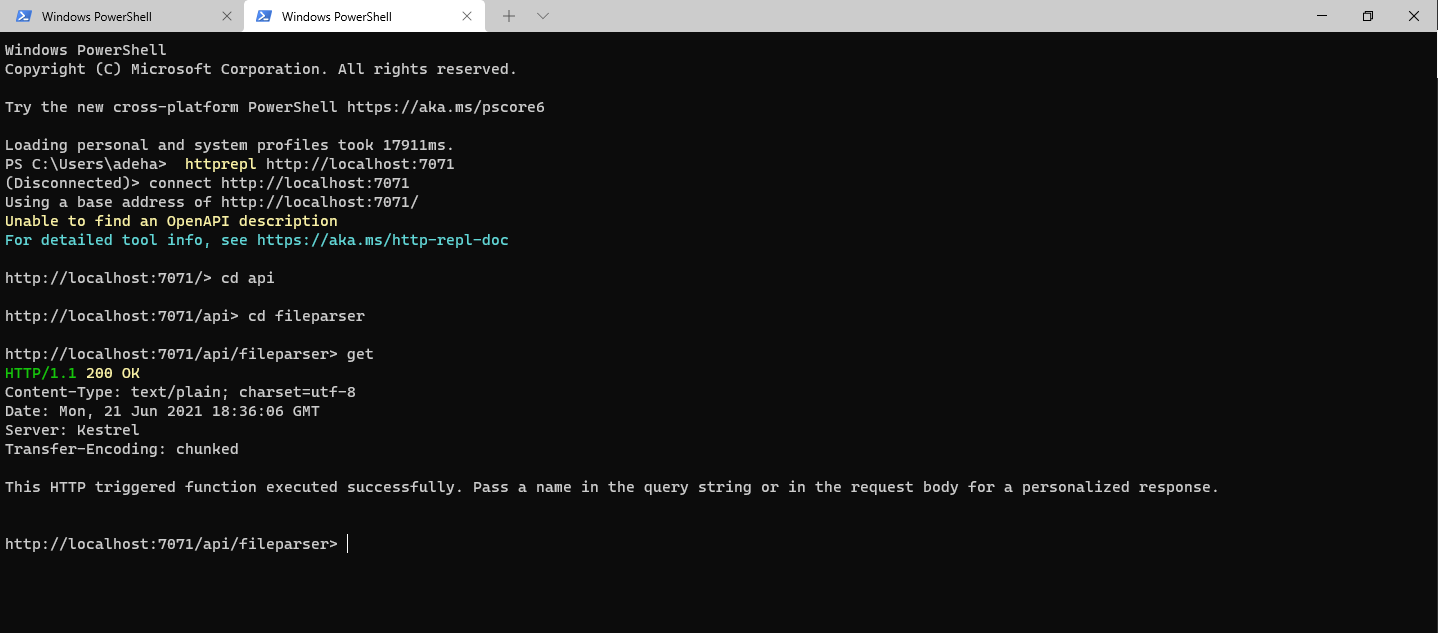 Windows PowerShell
Windows PowerShell
Windows PowerShell
Copyright (C) Microsoft Corporation. All rights reserved.
Try the new cross-platform PowerShell https://aka.ms/pscore6
Loading personal and system profiles took 17911ms.
PS C:\Users\adeha>  httprepl http://localhost:7071
(Disconnected)> connect http://localhost:7071
Using a base address of http://localhost:7071/
Unable to find an OpenAPI description
For detailed tool info, see https://aka.ms/http-repl-doc
http://localhost:7071/> cd api
http://localhost:7071/api> cd fileparser
http://localhost:7071/api/fileparser> get
HTTP/1.1 200 OK
Content-Type: text/plain; charset=utf-8
Date: Mon, 21 Jun 2021 18:36:06 GMT
Server: Kestrel
Transfer-Encoding: chunked
This HTTP triggered function executed successfully. Pass a name in the query string or in the request body for a personalized response.
http://localhost:7071/api/fileparser>